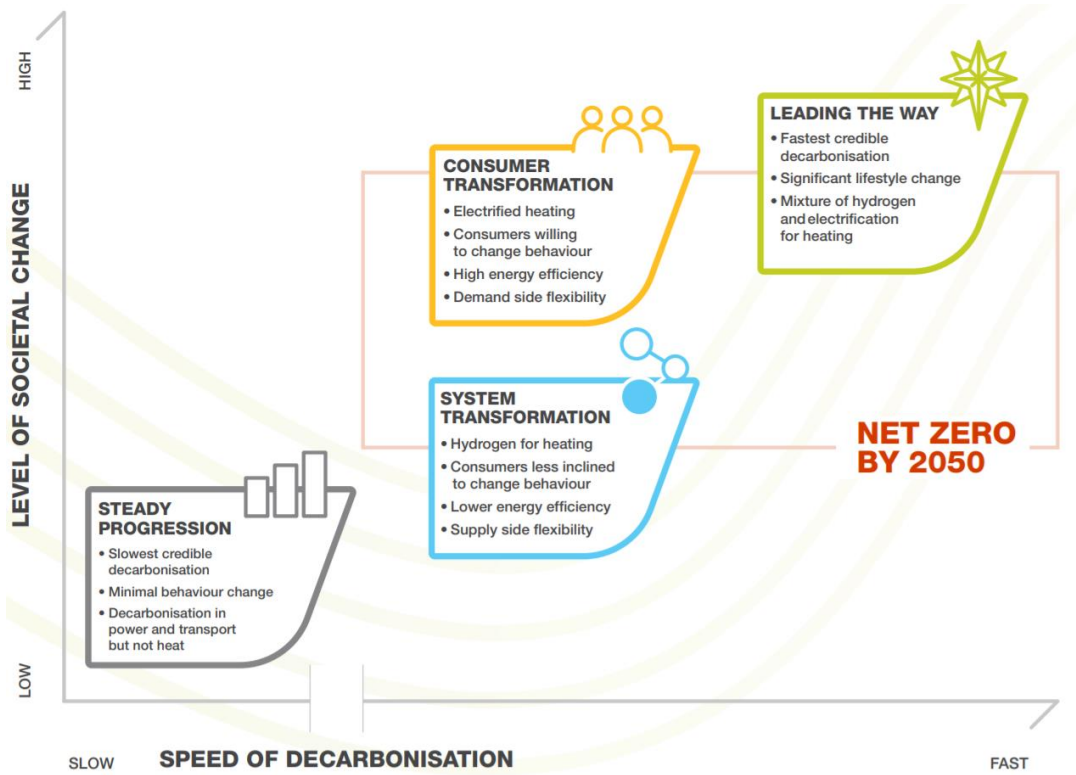 HIGH
LEVEL OF SOCIETAL CHANGE
LOW
LEADING THE WAY
• Fastest credible
decarbonisation
• Significant lifestyle change
• Mixture of hydrogen
and electrification
for heating
CONSUMER
TRANSFORMATION
• Electrified heating
• Consumers willing
to change behaviour
• High energy efficiency
• Demand side flexibility
SYSTEM
TRANSFORMATION
• Hydrogen for heating
• Consumers less inclined
to change behaviour
• Lower energy efficiency
• Supply side flexibility
NET ZERO
BY 2050
STEADY
PROGRESSION
• Slowest credible
decarbonisation
• Minimal behaviour change
• Decarbonisation in
power and transport
but not heat
SLOW
SPEED OF DECARBONISATION
FAST